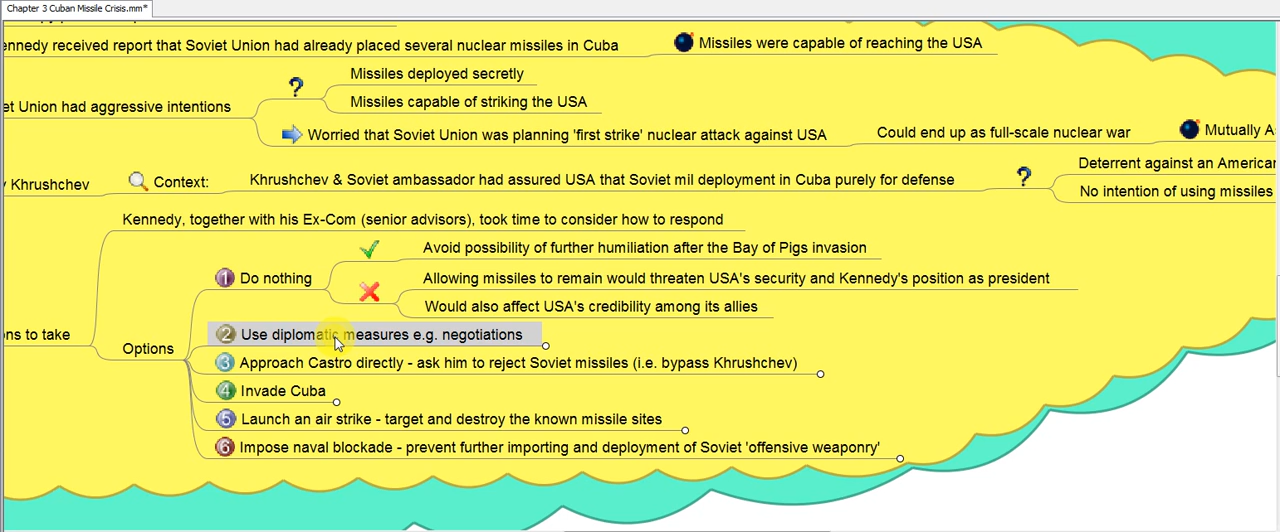 Chapter 3 Cuban Missile Crisis.mm*
ennedy received report that Soviet Union had already placed several nuclear missiles in Cuba
Missiles were capable of reaching the USA
Missiles deployed secretly
et Union had aggressive intentions
Missiles capable of striking the USA
Worried that Soviet Union was planning 'first strike' nuclear attack against USA
Could end up as full-scale nuclear war
Mutually As
y Khrushchev
Context:
Khrushchev & Soviet ambassador had assured USA that Soviet mil deployment in Cuba purely for defense
Deterrent against an American
No intention of using missiles
Kennedy, together with his Ex-Com (senior advisors), took time to consider how to respond
ons to take
Options
1 Do nothing
Avoid possibility of further humiliation after the Bay of Pigs invasion
Allowing missiles to remain would threaten USA's security and Kennedy's position as president
Would also affect USA's credibility among its allies
2 Use diplomatic measures e.g. negotiations
3 Approach Castro directly - ask him to reject Soviet missiles (i.e. bypass Khrushchev)
4 Invade Cuba
5 Launch an air strike - target and destroy the known missile sites
6 Impose naval blockade - prevent further importing and deployment of Soviet 'offensive weaponry'